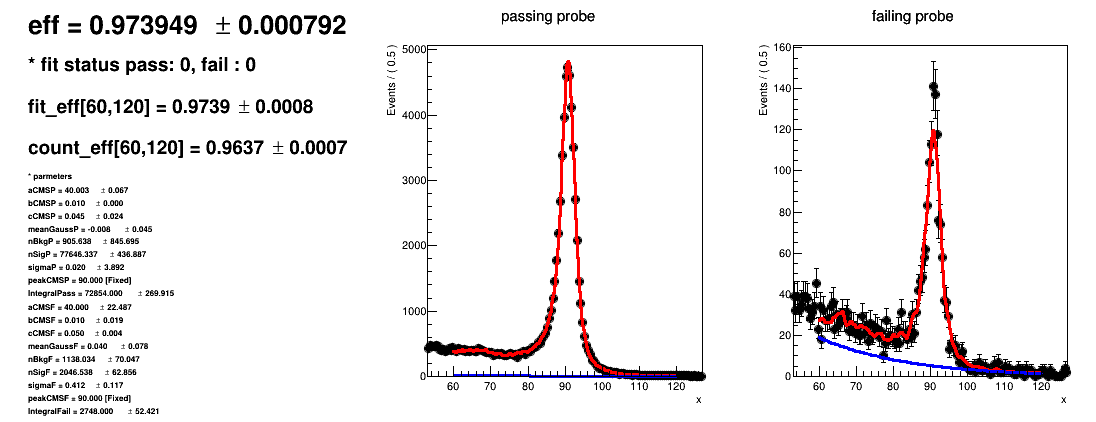 eff = 0.973949 ± 0.000792
* fit status pass: 0, fail : 0
fit_eff[60,120] = 0.9739 ± 0.0008
count_eff[60,120] = 0.9637 ± 0.0007
* parmeters
aCMSP = 40.003 ± 0.067
bCMSP = 0.010 ± 0.000
cCMSP = 0.045 ± 0.024
meanGaussP = -0.008 ± 0.045
nBkgP = 905.638 ± 845.695
nSigP = 77646.337 ± 436.887
sigmaP = 0.020 ± 3.892
peakCMSP = 90.000 [Fixed]
IntegralPass = 72854.000 ± 269.915
aCMSF = 40.000 ± 22.487
bCMSF = 0.010 ± 0.019
cCMSF = 0.050 ± 0.004
meanGaussF = 0.040 ± 0.078
nBkgF = 1138.034 ± 70.047
nSigF = 2046.538 ± 62.856
sigmaF = 0.412 ± 0.117
peakCMSF = 90.000 [Fixed]
IntegralFail = 2748.000 ± 52.421
passing probe
Events / ( 0.5 )
5000
4000
3000
2000
1000
0
60 70 80 90 100 110 120
x
failing probe
Events / ( 0.5 )
160
140
120
100
80
60
40
20
0
60 70 80 90 100 110 120
x